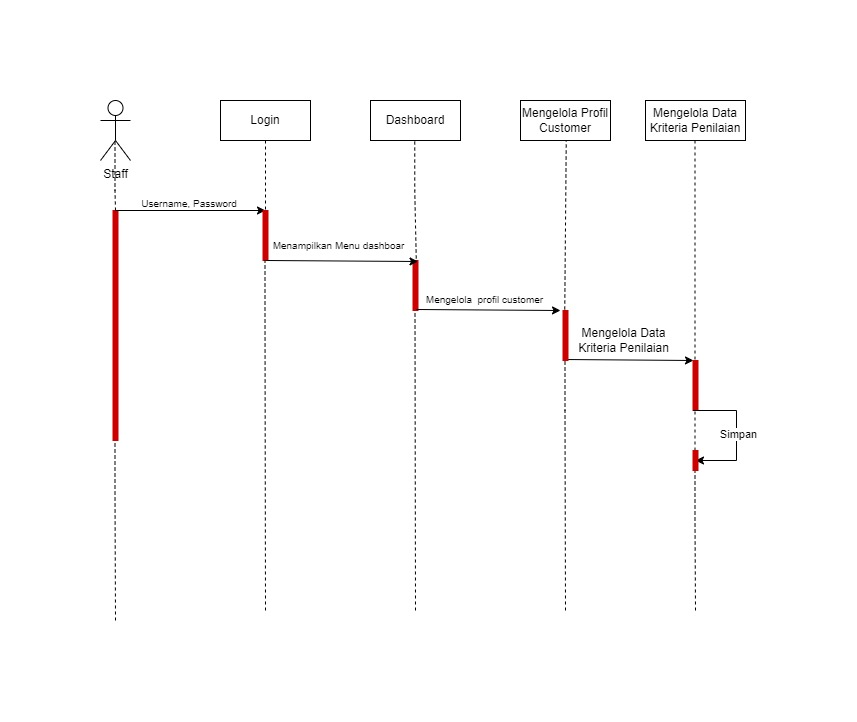 Staff
Login
Dashboard
Mengelola Profil
Customer
Mengelola Data
Kriteria Penilaian
Username, Password
Menampilkan Menu dashboar
Mengelola profil customer
Mengelola Data
Kriteria Penilaian
Simpan